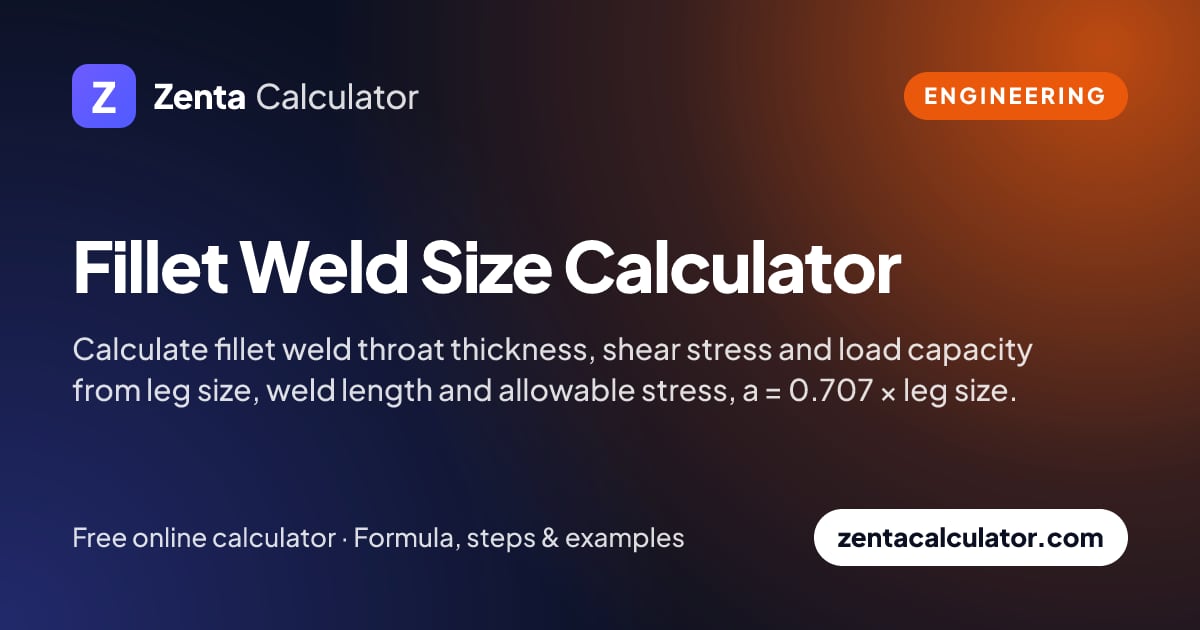 Z
Zenta Calculator
ENGINEERING
Fillet Weld Size Calculator
Calculate fillet weld throat thickness, shear stress and load capacity
from leg size, weld length and allowable stress, a = 0.707 × leg size.
Free online calculator · Formula, steps & examples
zentacalculator.com